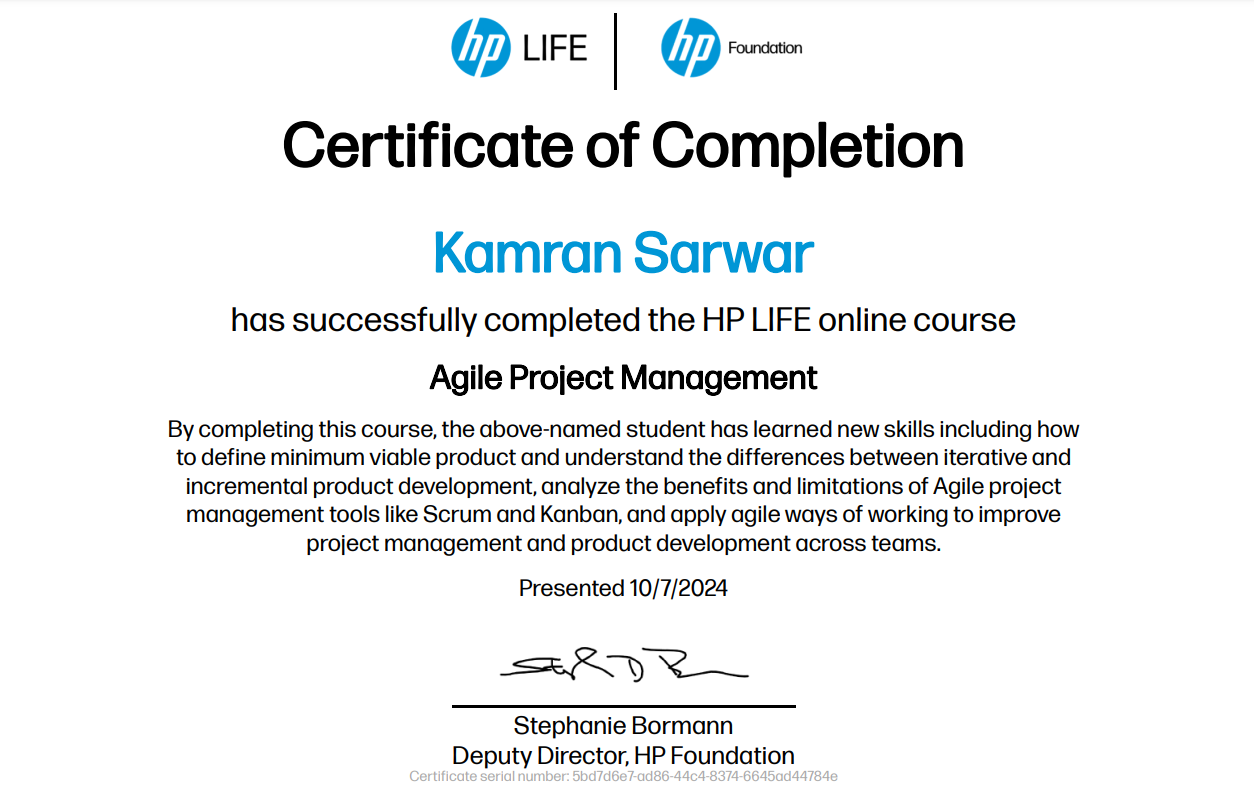 hp LIFE | hp Foundation
Certificate of Completion
Kamran Sarwar
has successfully completed the HP LIFE online course
Agile Project Management
By completing this course, the above-named student has learned new skills including how
to define minimum viable product and understand the differences between iterative and
incremental product development, analyze the benefits and limitations of Agile project
management tools like Scrum and Kanban, and apply agile ways of working to improve
project management and product development across teams.
Presented 10/7/2024
Stephanie Bormann
Deputy Director, HP Foundation
Certificate serial number: 5bd7d6e7-ad86-44c4-8374-6645ad44784e